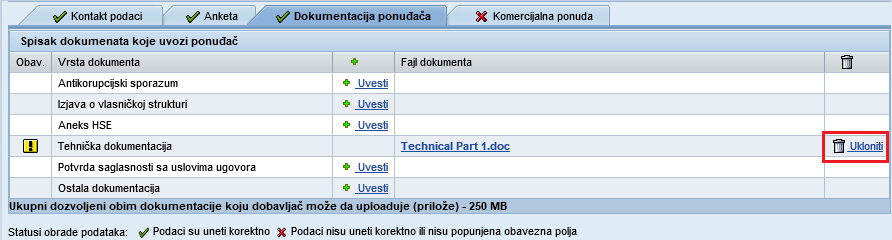 Kontakt podaci Anketa Dokumentacija ponuđača Komercijalna ponuda
Spisak dokumenata koje uvozi ponuđač
Obav. Vrsta dokumenta Fajl dokumenta
Antikorupcijski sporazum Uvesti
Izjava o vlasničkoj strukturi Uvesti
Aneks HSE Uvesti
Tehnička dokumentacija Technical Part 1.doc Ukloniti
Potvrda saglasnosti sa uslovima ugovora Uvesti
Ostala dokumentacija Uvesti
Ukupni dozvoljeni obim dokumentacije koju dobavljač može da uploaduje (prilože) - 250 MB
Statusi obrade podataka: Podaci su uneti korektno Podaci nisu uneti korektno ili nisu popunjena obavezna polja